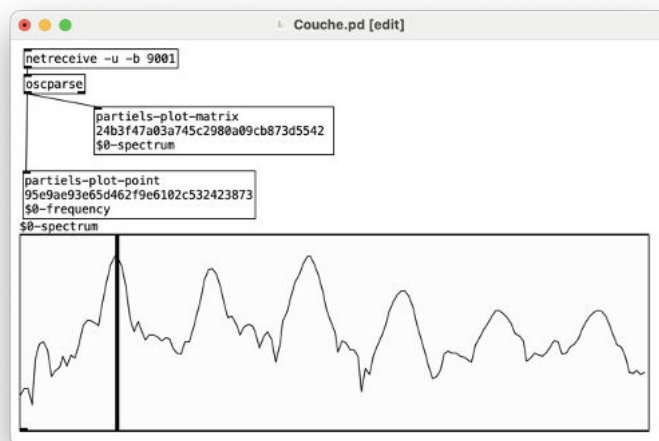 Couche.pd [edit]
netreceive -u -b 9001
oscparse
partiels-plot-matrix
24b3f47a03a745c2980a09cb873d5542
$0-spectrum
partiels-plot-point
95e9ae93e65d462f9e6102c532423873
$0-frequency
$0-spectrum